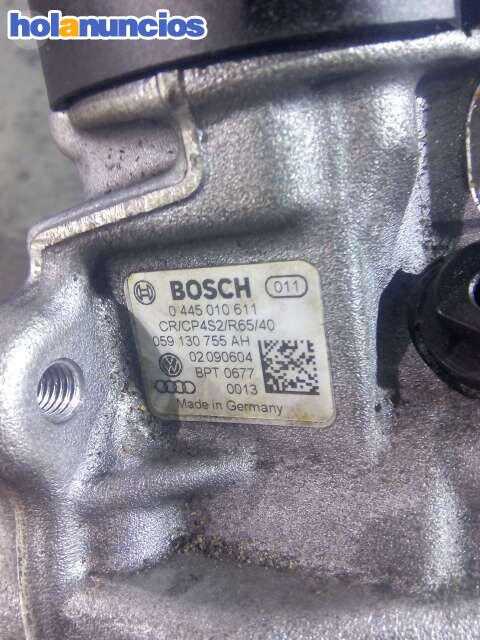 holanuncios
BOSCH 011
0 445 010 611
CR/CP4S2/R65/40
059 130 755 AH
02090604
BPT 0677
0013
Made in Germany